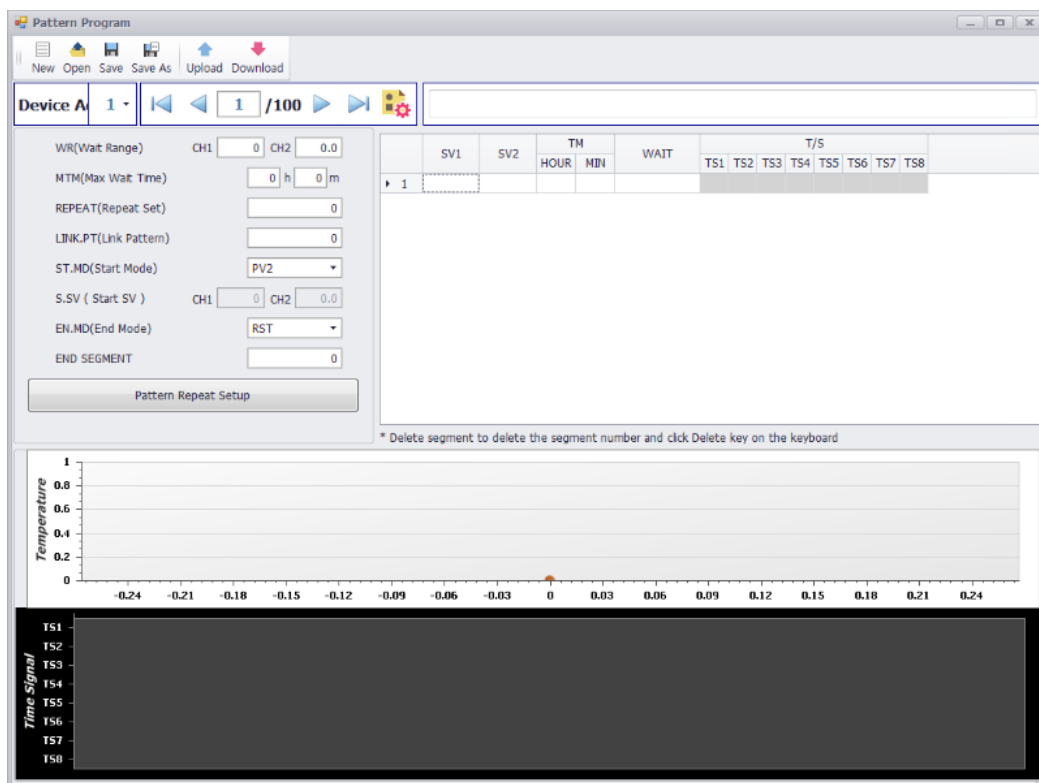 Pattern Program
New Open Save Save As Upload Download
Device A 1 1 /100
WR(Wait Range) CH1 0 CH2 0.0
MTM(Max Wait Time) 0 h 0 m
REPEAT(Repeat Set) 0
LINK.PT(Link Pattern) 0
ST.MD(Start Mode) PV2
S.SV ( Start SV ) CH1 0 CH2 0.0
EN.MD(End Mode) RST
END SEGMENT 0
Pattern Repeat Setup
SV1 SV2 TM WAIT T/S
HOUR MIN TS1 TS2 TS3 TS4 TS5 TS6 TS7 TS8
1
* Delete segment to delete the segment number and click Delete key on the keyboard
Temperature
1
0.8
0.6
0.4
0.2
0
-0.24 -0.21 -0.18 -0.15 -0.12 -0.09 -0.06 -0.03 0 0.03 0.06 0.09 0.12 0.15 0.18 0.21 0.24
Time Signal
TS1
TS2
TS3
TS4
TS5
TS6
TS7
TS8